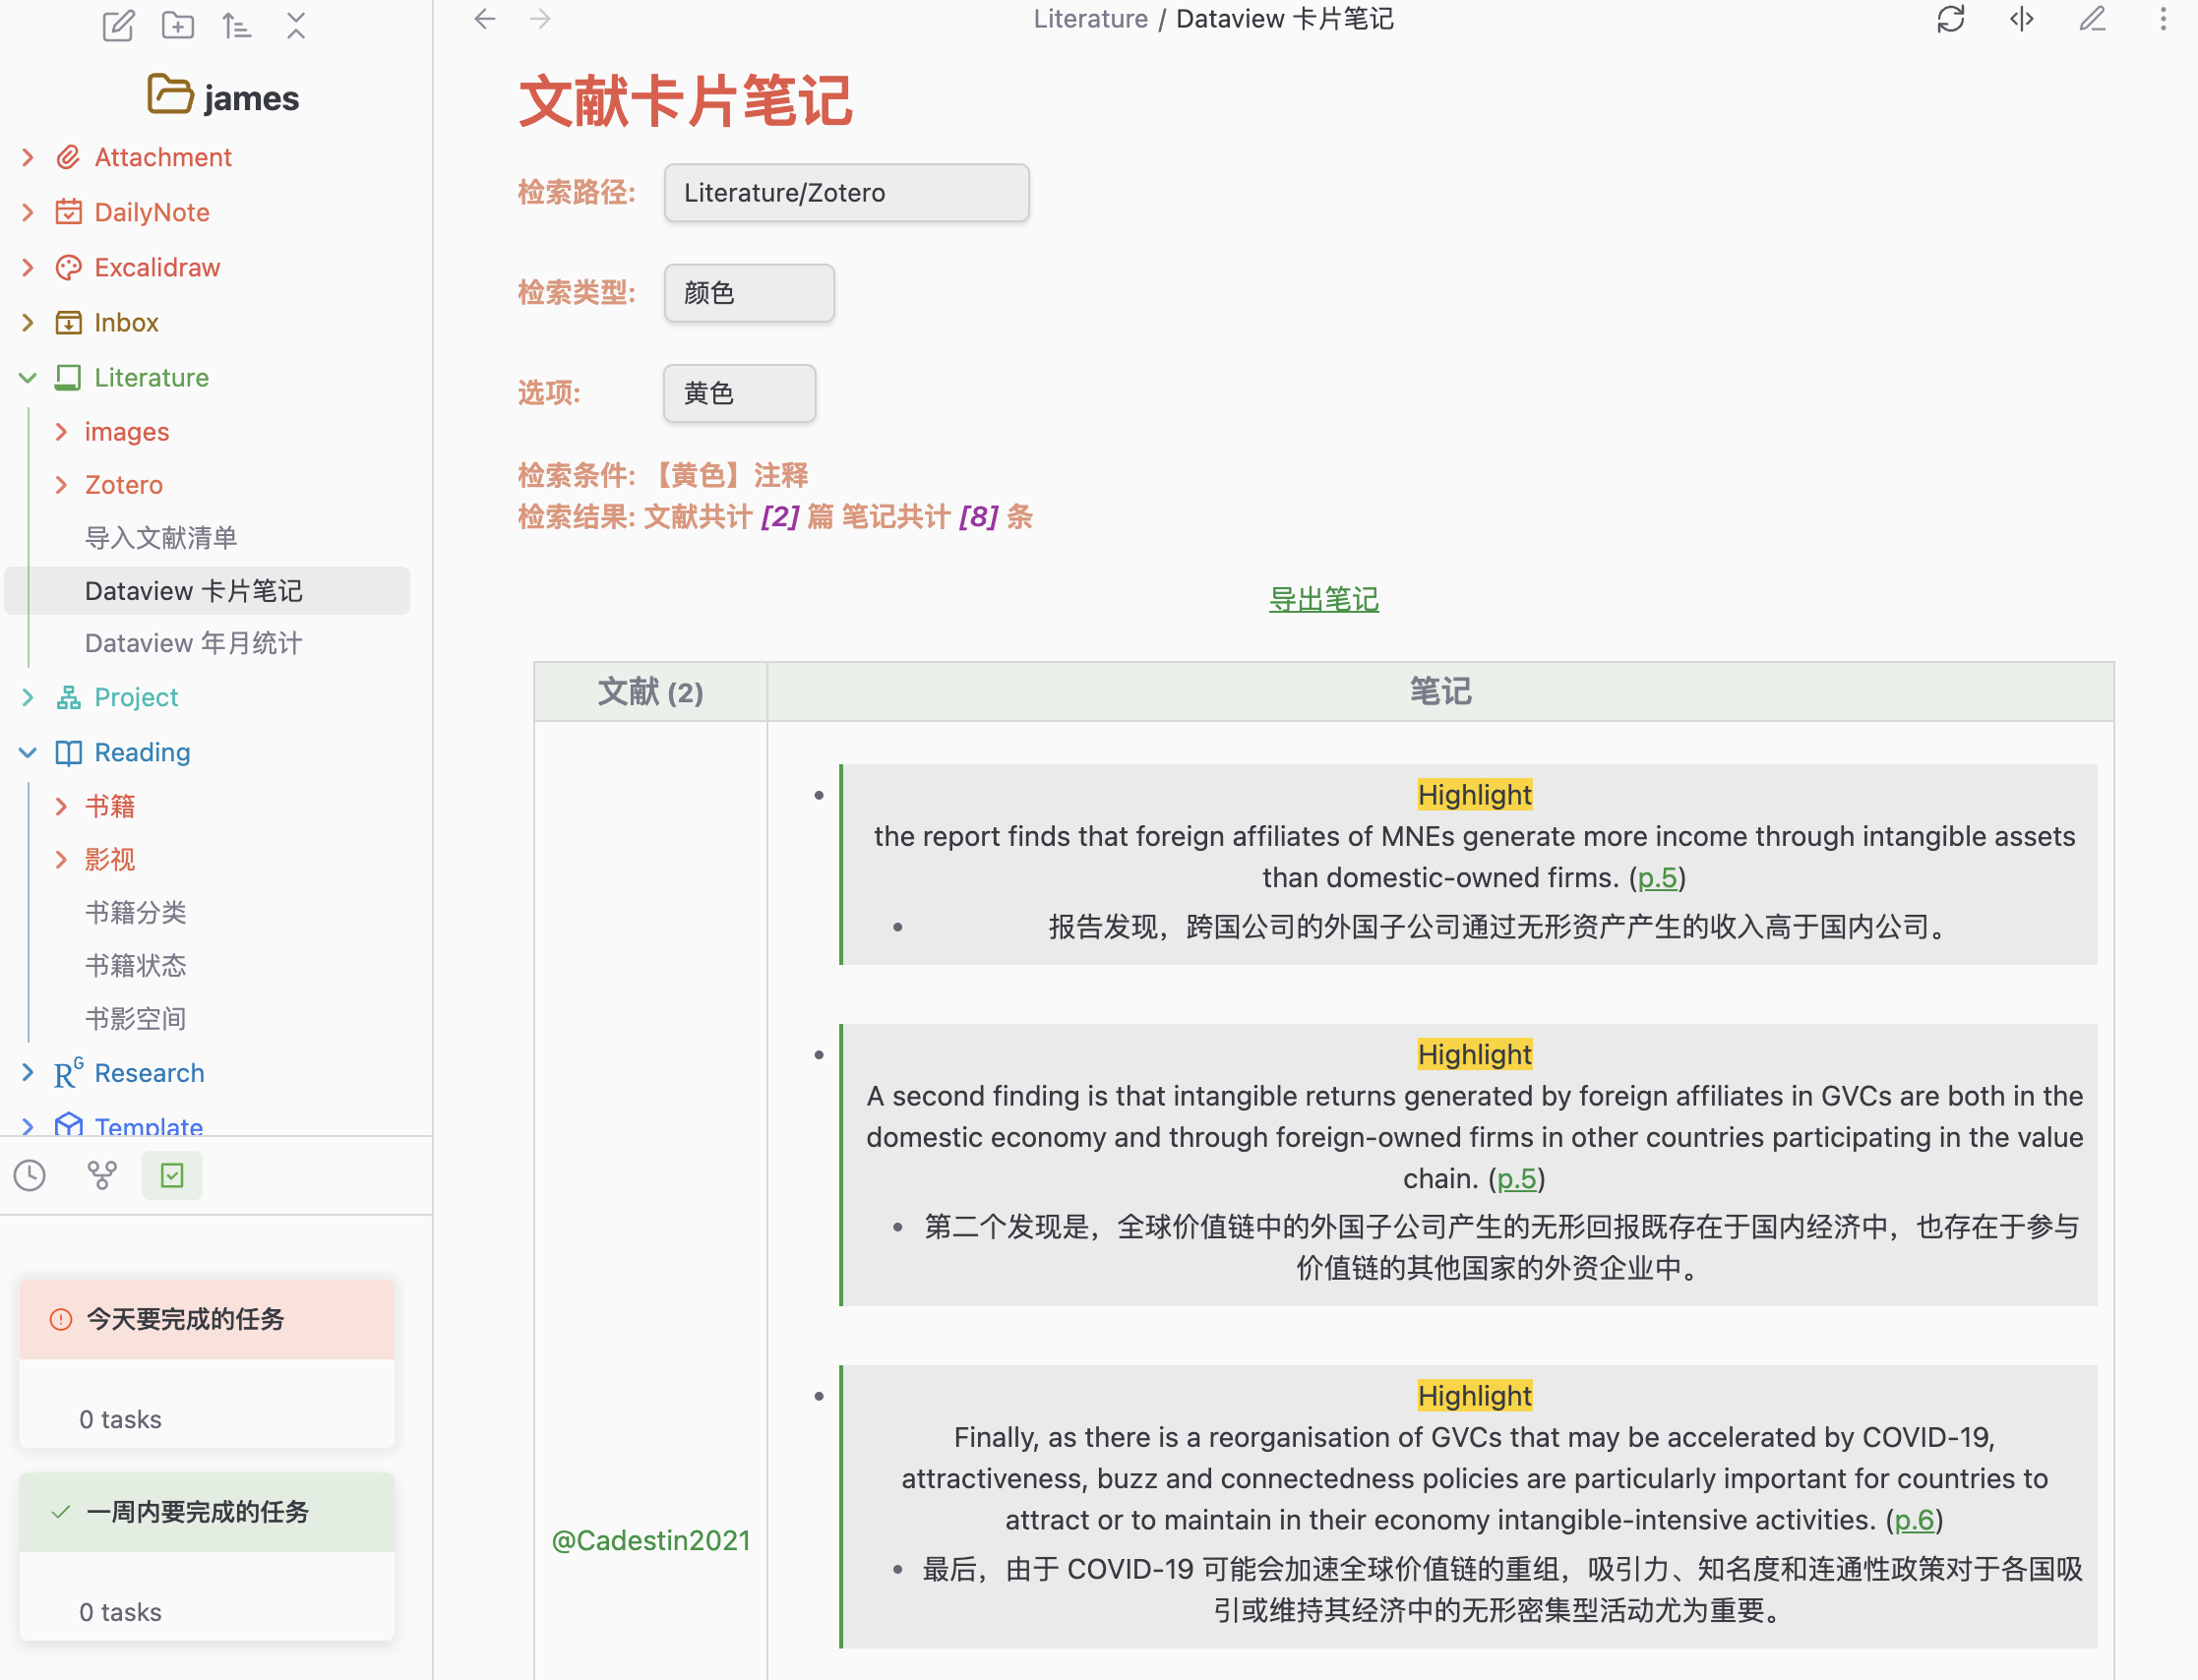 james
Attachment
DailyNote
Excalidraw
Inbox
Literature
images
Zotero
导入文献清单
Dataview 卡片笔记
Dataview 年月统计
Project
Reading
书籍
影视
书籍分类
书籍状态
书影空间
RG Research
Template
今天要完成的任务
0 tasks
一周内要完成的任务
0 tasks
Literature / Dataview 卡片笔记
文献卡片笔记
检索路径: Literature/Zotero
检索类型: 颜色
选项: 黄色
检索条件: 【黄色】注释
检索结果: 文献共计 [2] 篇 笔记共计 [8] 条
导出笔记
文献 (2) 笔记
@Cadestin2021
Highlight
the report finds that foreign affiliates of MNEs generate more income through intangible assets
than domestic-owned firms. (p.5)
报告发现，跨国公司的外国子公司通过无形资产产生的收入高于国内公司。
Highlight
A second finding is that intangible returns generated by foreign affiliates in GVCs are both in the
domestic economy and through foreign-owned firms in other countries participating in the value
chain. (p.5)
第二个发现是，全球价值链中的外国子公司产生的无形回报既存在于国内经济中，也存在于参与
价值链的其他国家的外资企业中。
Highlight
Finally, as there is a reorganisation of GVCs that may be accelerated by COVID-19,
attractiveness, buzz and connectedness policies are particularly important for countries to
attract or to maintain in their economy intangible-intensive activities. (p.6)
最后，由于 COVID-19 可能会加速全球价值链的重组，吸引力、知名度和连通性政策对于各国吸
引或维持其经济中的无形密集型活动尤为重要。